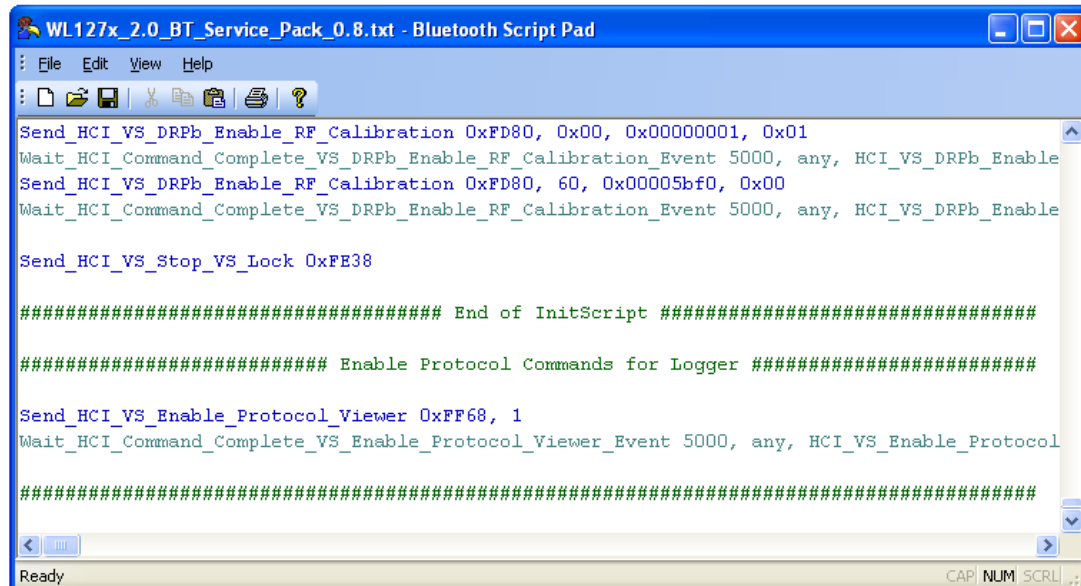 WL127x_2.0_BT_Service_Pack_0.8.txt - Bluetooth Script Pad
File Edit View Help
Send_HCI_VS_DRPb_Enable_RF_Calibration 0xFD80, 0x00, 0x00000001, 0x01
Wait_HCI_Command_Complete_VS_DRPb_Enable_RF_Calibration_Event 5000, any, HCI_VS_DRPb_Enable
Send_HCI_VS_DRPb_Enable_RF_Calibration 0xFD80, 60, 0x00005bf0, 0x00
Wait_HCI_Command_Complete_VS_DRPb_Enable_RF_Calibration_Event 5000, any, HCI_VS_DRPb_Enable
Send_HCI_VS_Stop_VS_Lock 0xFE38
##################################### End of InitScript #################################
########################### Enable Protocol Commands for Logger #########################
Send_HCI_VS_Enable_Protocol_Viewer 0xFF68, 1
Wait_HCI_Command_Complete_VS_Enable_Protocol_Viewer_Event 5000, any, HCI_VS_Enable_Protocol
#########################################################################################
Ready CAP NUM SCRL